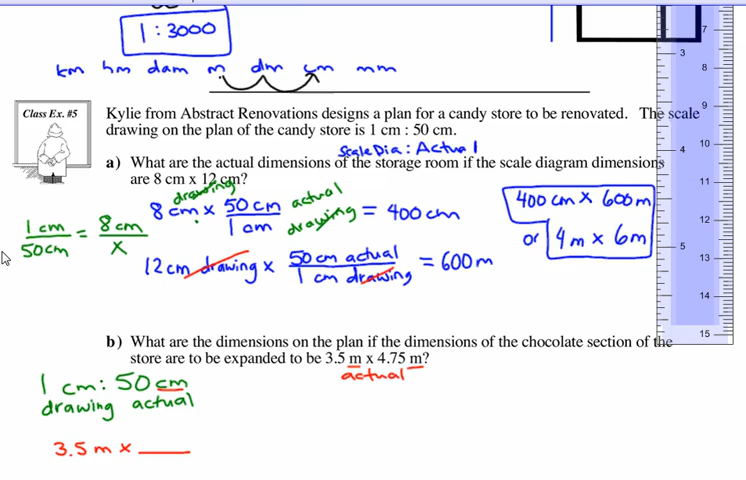 1 : 3000
km hm dam m dm cm mm
Class Ex. #5
Kylie from Abstract Renovations designs a plan for a candy store to be renovated. The scale
drawing on the plan of the candy store is 1 cm : 50 cm.
Scale Dia : Actual
a) What are the actual dimensions of the storage room if the scale diagram dimensions
are 8 cm x 12 cm?
drawing
8 cm x 50 cm actual / 1 cm drawing = 400 cm
1 cm / 50 cm = 8 cm / x
12 cm drawing x 50 cm actual / 1 cm drawing = 600 m
400 cm x 600 m
or 4 m x 6 m
b) What are the dimensions on the plan if the dimensions of the chocolate section of the
store are to be expanded to be 3.5 m x 4.75 m?
actual
1 cm : 50 cm
drawing actual
3.5 m x ____
3
4
5
7
8
9
10
11
12
13
14
15